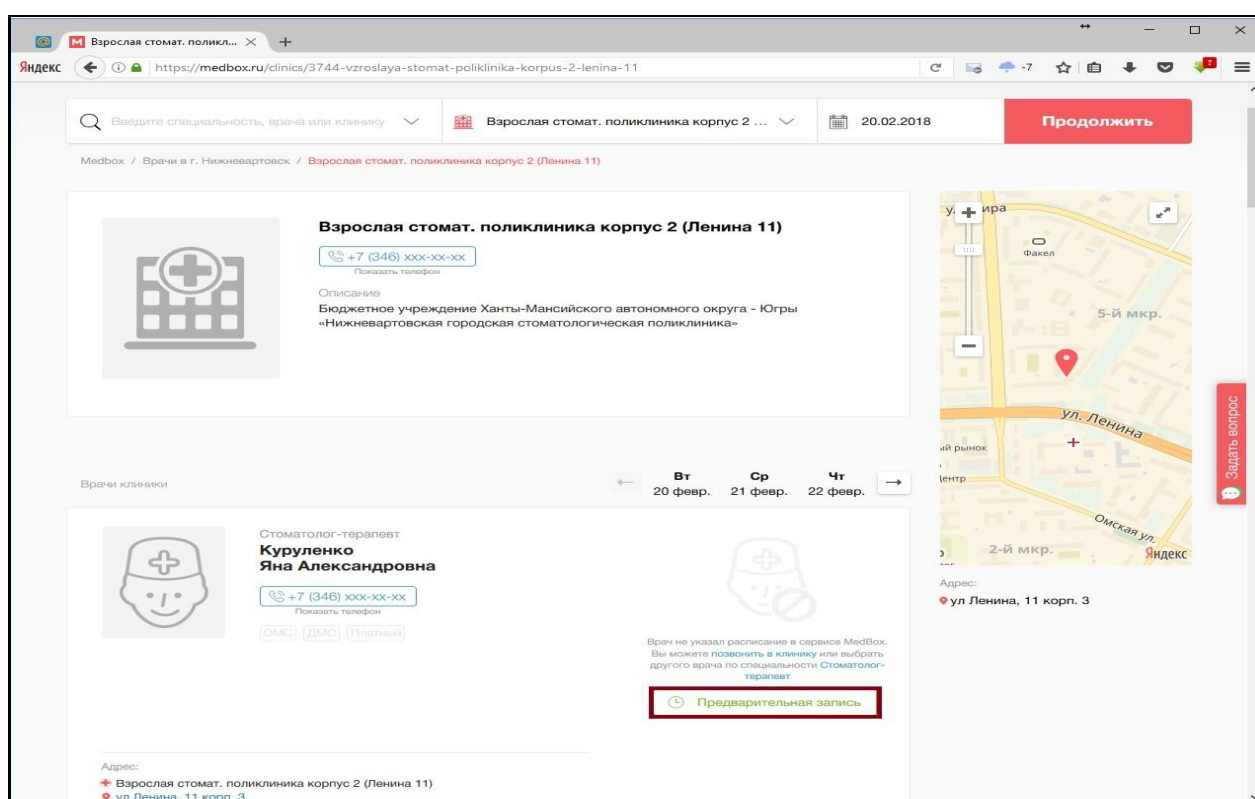 Взрослая стомат. поликл...
Яндекс
https://medbox.ru/clinics/3744-vzroslaya-stomat-poliklinika-korpus-2-lenina-11
-7
Введите специальность, врача или клинику
Взрослая стомат. поликлиника корпус 2 ...
20.02.2018
Продолжить
Medbox / Врачи в г. Нижневартовск / Взрослая стомат. поликлиника корпус 2 (Ленина 11)
Взрослая стомат. поликлиника корпус 2 (Ленина 11)
+7 (346) xxx-xx-xx
Показать телефон
Описание
Бюджетное учреждение Ханты-Мансийского автономного округа - Югры
«Нижневартовская городская стоматологическая поликлиника»
Факел
5-й мкр.
ул. Ленина
Омская ул.
2-й мкр.
Яндекс
Адрес:
ул Ленина, 11 корп. 3
Задать вопрос
Врачи клиники
Вт Ср Чт
20 февр. 21 февр. 22 февр.
Стоматолог-терапевт
Куруленко
Яна Александровна
+7 (346) xxx-xx-xx
Показать телефон
ОМС ДМС Платный
Врач не указал расписание в сервисе MedBox.
Вы можете позвонить в клинику или выбрать
другого врача по специальности Стоматолог-
терапевт
Предварительная запись
Адрес:
Взрослая стомат. поликлиника корпус 2 (Ленина 11)
ул Ленина, 11 корп. 3